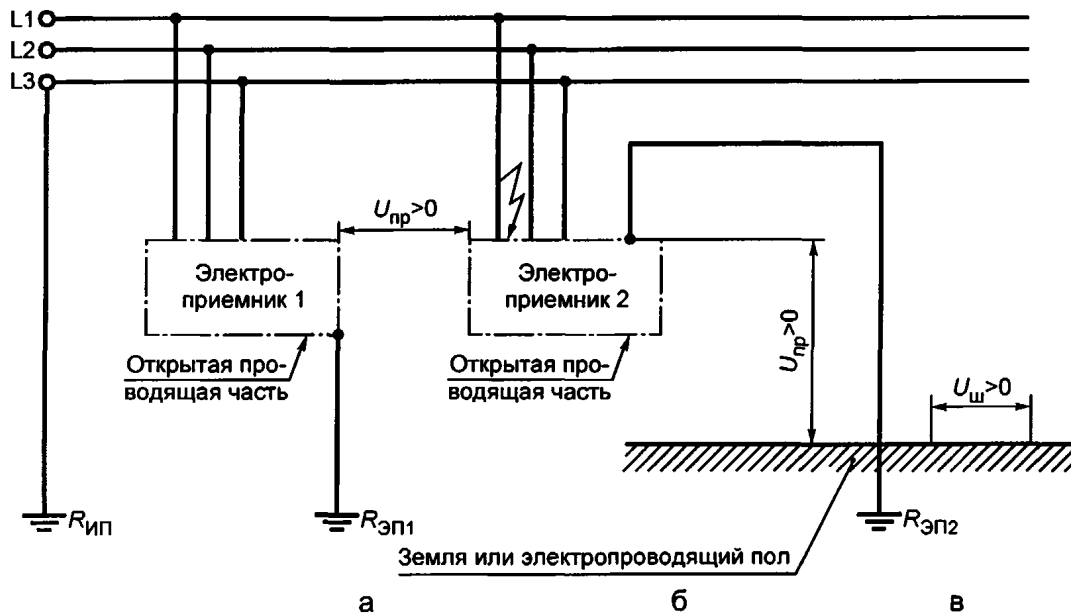 L1
L2
L3
Uпр>0
Электро-
приемник 1
Электро-
приемник 2
Открытая про-
водящая часть
Открытая про-
водящая часть
Uпр>0
Uш>0
RИП
RЭП1
RЭП2
Земля или электропроводящий пол
а
б
в